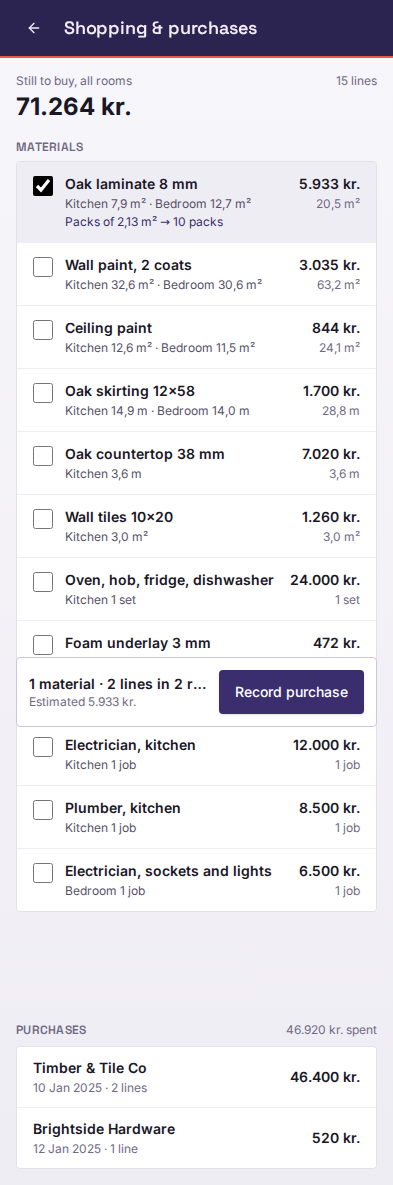 Shopping & purchases
Still to buy, all rooms 15 lines
71.264 kr.
MATERIALS
Oak laminate 8 mm 5.933 kr.
Kitchen 7,9 m² · Bedroom 12,7 m² 20,5 m²
Packs of 2,13 m² → 10 packs
Wall paint, 2 coats 3.035 kr.
Kitchen 32,6 m² · Bedroom 30,6 m² 63,2 m²
Ceiling paint 844 kr.
Kitchen 12,6 m² · Bedroom 11,5 m² 24,1 m²
Oak skirting 12×58 1.700 kr.
Kitchen 14,9 m · Bedroom 14,0 m 28,8 m
Oak countertop 38 mm 7.020 kr.
Kitchen 3,6 m 3,6 m
Wall tiles 10×20 1.260 kr.
Kitchen 3,0 m² 3,0 m²
Oven, hob, fridge, dishwasher 24.000 kr.
Kitchen 1 set 1 set
Foam underlay 3 mm 472 kr.
1 material · 2 lines in 2 r...
Estimated 5.933 kr.
Record purchase
Electrician, kitchen 12.000 kr.
Kitchen 1 job 1 job
Plumber, kitchen 8.500 kr.
Kitchen 1 job 1 job
Electrician, sockets and lights 6.500 kr.
Bedroom 1 job 1 job
PURCHASES 46.920 kr. spent
Timber & Tile Co 46.400 kr.
10 Jan 2025 · 2 lines
Brightside Hardware 520 kr.
12 Jan 2025 · 1 line